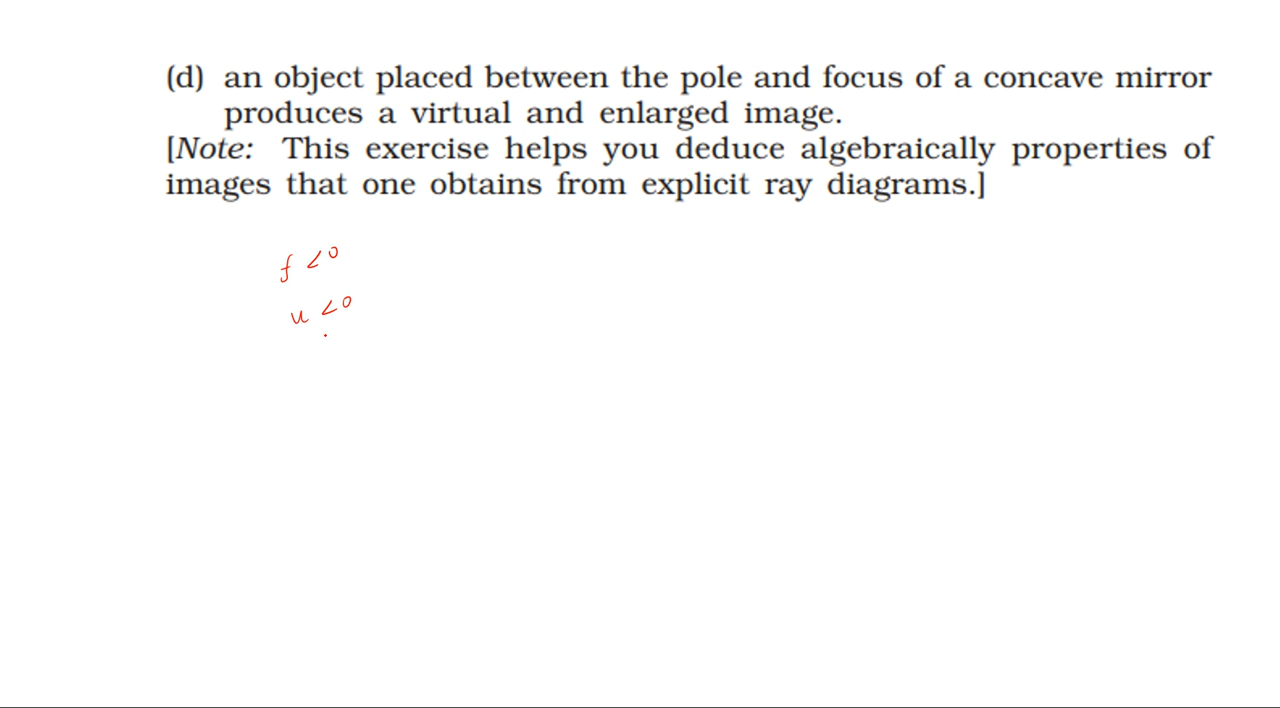 (d) an object placed between the pole and focus of a concave mirror
produces a virtual and enlarged image.
[Note: This exercise helps you deduce algebraically properties of
images that one obtains from explicit ray diagrams.]
f <0
u <0